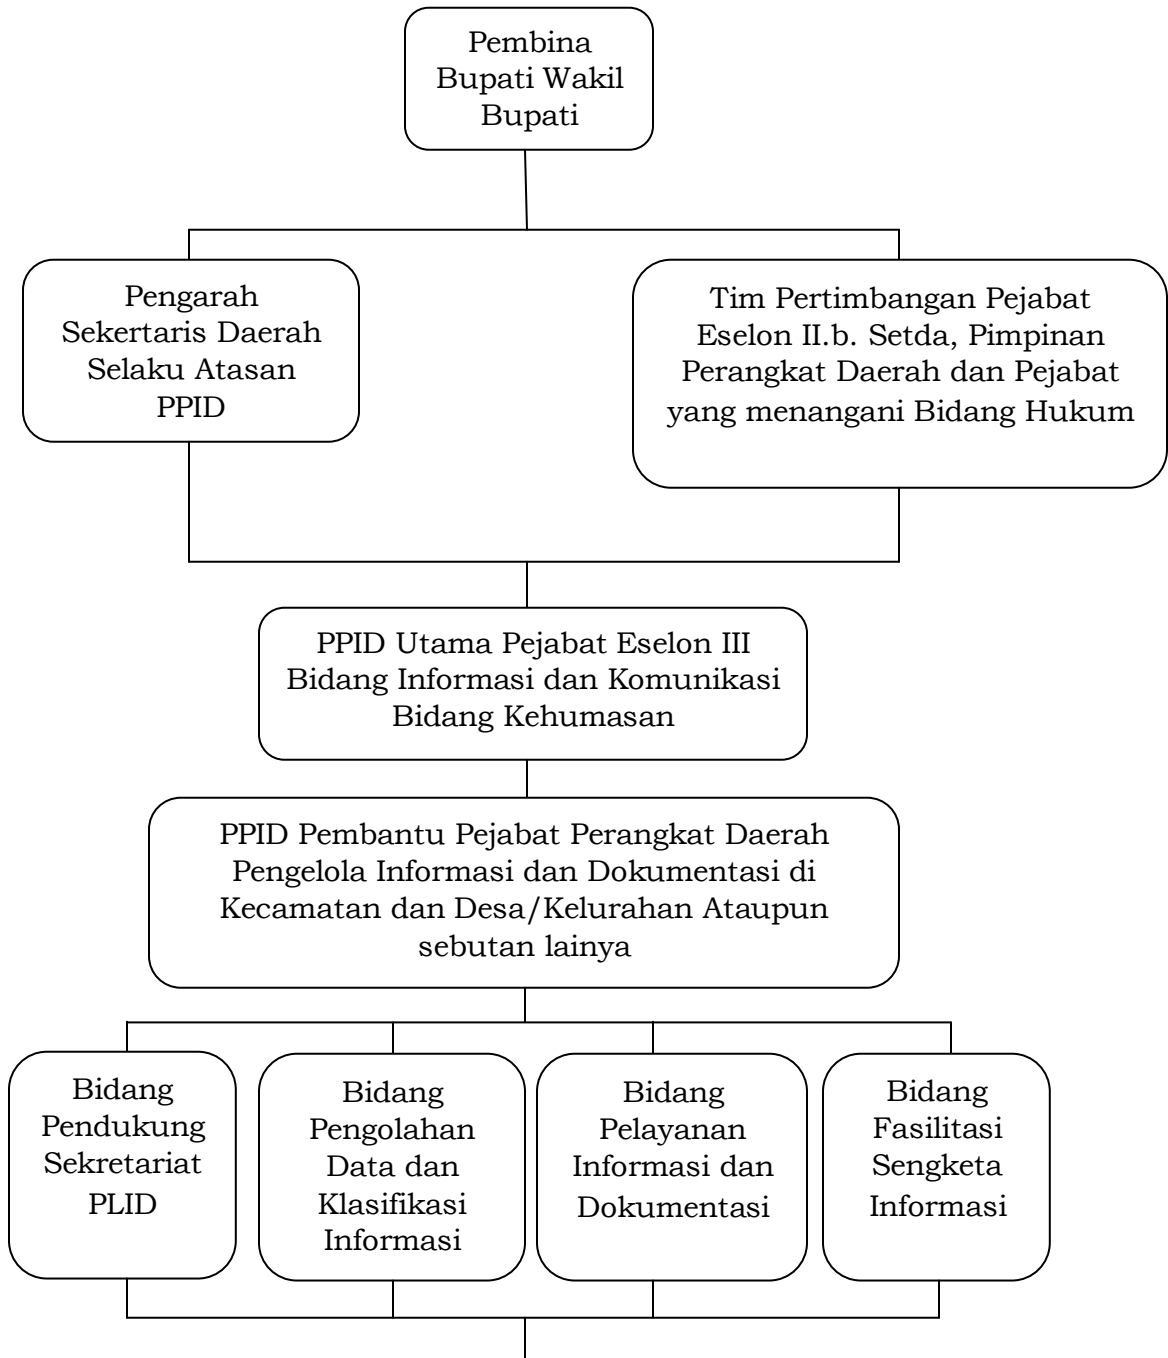 Pembina
Bupati Wakil
Bupati
Pengarah
Sekertaris Daerah
Selaku Atasan
PPID
Tim Pertimbangan Pejabat
Eselon II.b. Setda, Pimpinan
Perangkat Daerah dan Pejabat
yang menangani Bidang Hukum
PPID Utama Pejabat Eselon III
Bidang Informasi dan Komunikasi
Bidang Kehumasan
PPID Pembantu Pejabat Perangkat Daerah
Pengelola Informasi dan Dokumentasi di
Kecamatan dan Desa/Kelurahan Ataupun
sebutan lainya
Bidang
Pendukung
Sekretariat
PLID
Bidang
Pengolahan
Data dan
Klasifikasi
Informasi
Bidang
Pelayanan
Informasi dan
Dokumentasi
Bidang
Fasilitasi
Sengketa
Informasi